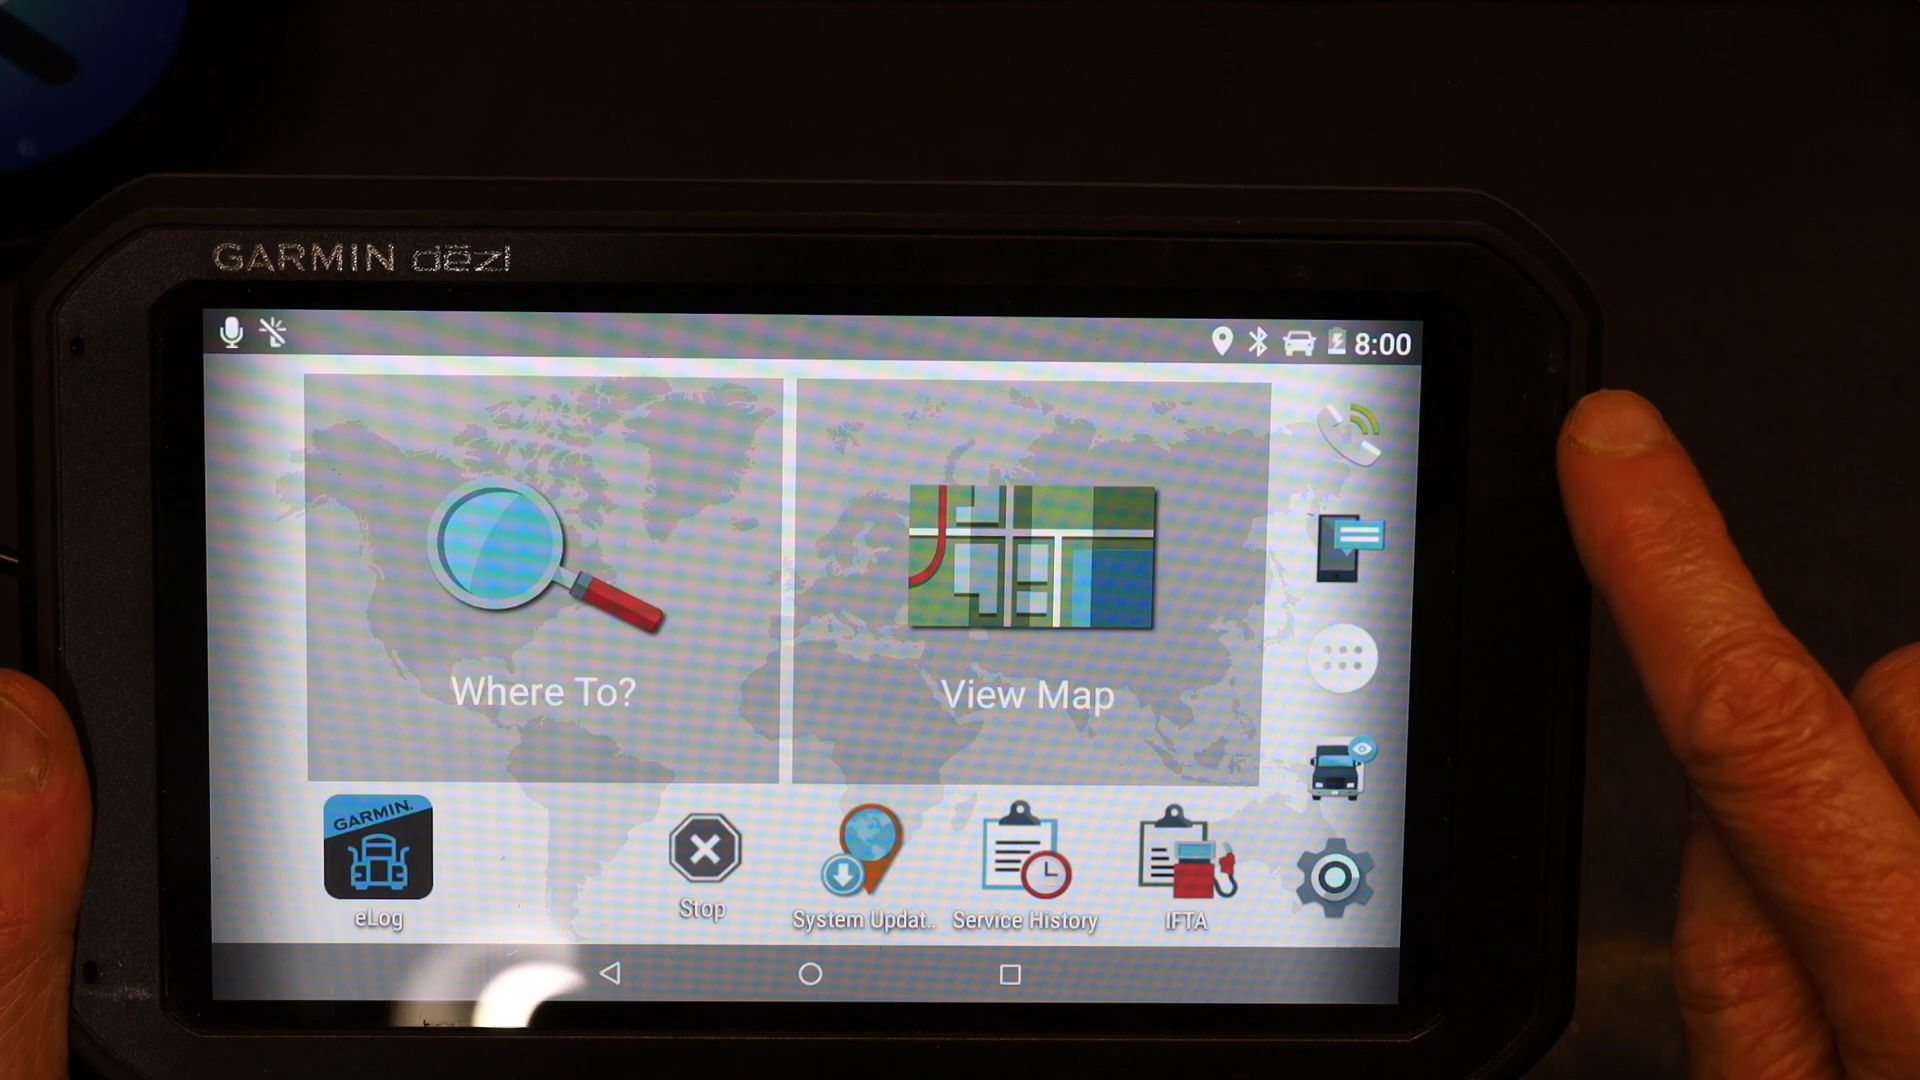 GARMIN dēzl
8:00
Where To?
View Map
GARMIN.
eLog
Stop
System Updat..
Service History
IFTA